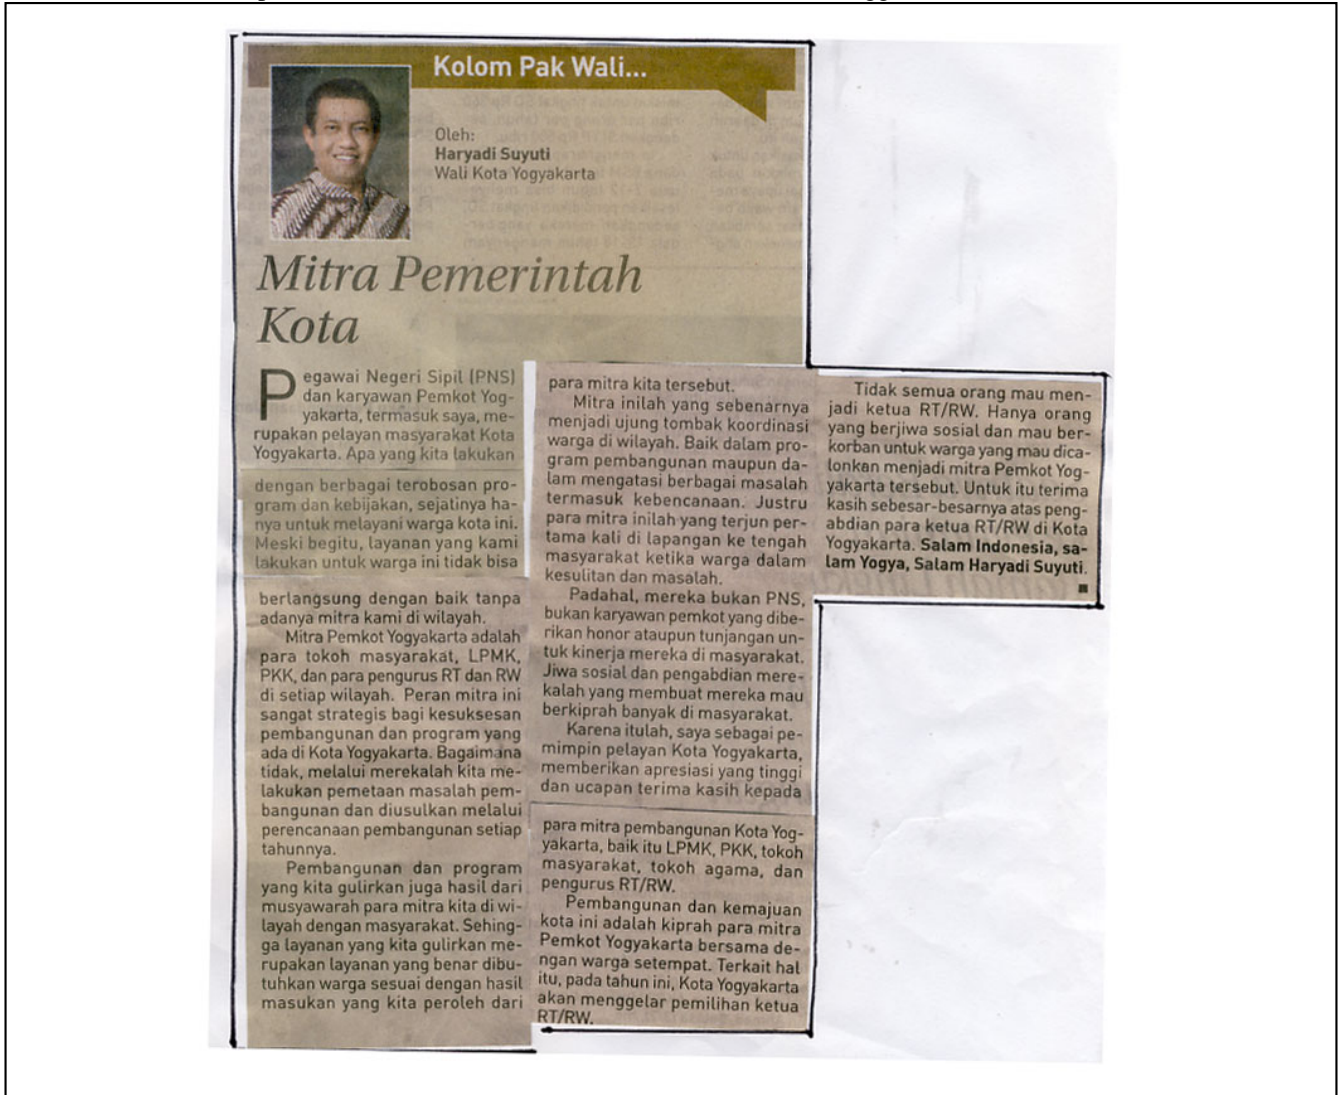 Kolom Pak Wali...
Oleh:
Haryadi Suyuti
Wali Kota Yogyakarta
Mitra Pemerintah
Kota
Pegawai Negeri Sipil (PNS)
dan karyawan Pemkot Yog-
yakarta, termasuk saya, me-
rupakan pelayan masyarakat Kota
Yogyakarta. Apa yang kita lakukan
dengan berbagai terobosan pro-
gram dan kebijakan, sejatinya ha-
nya untuk melayani warga kota ini.
Meski begitu, layanan yang kami
lakukan untuk warga ini tidak bisa
berlangsung dengan baik tanpa
adanya mitra kami di wilayah.
Mitra Pemkot Yogyakarta adalah
para tokoh masyarakat, LPMK,
PKK, dan para pengurus RT dan RW
di setiap wilayah. Peran mitra ini
sangat strategis bagi kesuksesan
pembangunan dan program yang
ada di Kota Yogyakarta. Bagaimana
tidak, melalui merekalah kita me-
lakukan pemetaan masalah pem-
bangunan dan diusulkan melalui
perencanaan pembangunan setiap
tahunnya.
Pembangunan dan program
yang kita gulirkan juga hasil dari
musyawarah para mitra kita di wi-
layah dengan masyarakat. Sehing-
ga layanan yang kita gulirkan me-
rupakan layanan yang benar dibu-
tuhkan warga sesuai dengan hasil
masukan yang kita peroleh dari
para mitra kita tersebut.
Mitra inilah yang sebenarnya
menjadi ujung tombak koordinasi
warga di wilayah. Baik dalam pro-
gram pembangunan maupun da-
lam mengatasi berbagai masalah
termasuk kebencanaan. Justru
para mitra inilah yang terjun per-
tama kali di lapangan ke tengah
masyarakat ketika warga dalam
kesulitan dan masalah.
Padahal, mereka bukan PNS,
bukan karyawan pemkot yang dibe-
rikan honor ataupun tunjangan un-
tuk kinerja mereka di masyarakat.
Jiwa sosial dan pengabdian mere-
kalah yang membuat mereka mau
berkiprah banyak di masyarakat.
Karena itulah, saya sebagai pe-
mimpin pelayan Kota Yogyakarta,
memberikan apresiasi yang tinggi
dan ucapan terima kasih kepada
para mitra pembangunan Kota Yog-
yakarta, baik itu LPMK, PKK, tokoh
masyarakat, tokoh agama, dan
pengurus RT/RW.
Pembangunan dan kemajuan
kota ini adalah kiprah para mitra
Pemkot Yogyakarta bersama de-
ngan warga setempat. Terkait hal
itu, pada tahun ini, Kota Yogyakarta
akan menggelar pemilihan ketua
RT/RW.
Tidak semua orang mau men-
jadi ketua RT/RW. Hanya orang
yang berjiwa sosial dan mau ber-
korban untuk warga yang mau dica-
lonkan menjadi mitra Pemkot Yog-
yakarta tersebut. Untuk itu terima
kasih sebesar-besarnya atas peng-
abdian para ketua RT/RW di Kota
Yogyakarta. Salam Indonesia, sa-
lam Yogya, Salam Haryadi Suyuti.